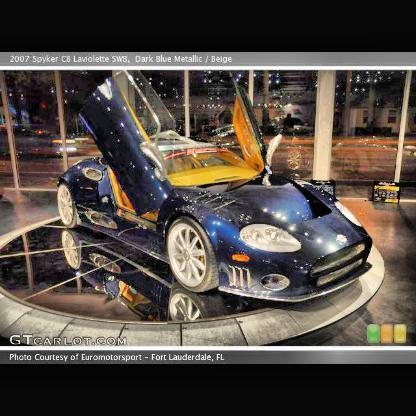 2007 Spyker C8 Laviolette SWB, Dark Blue Metallic / Beige
GTcarlot.com
Photo Courtesy of Euromotorsport - Fort Lauderdale, FL